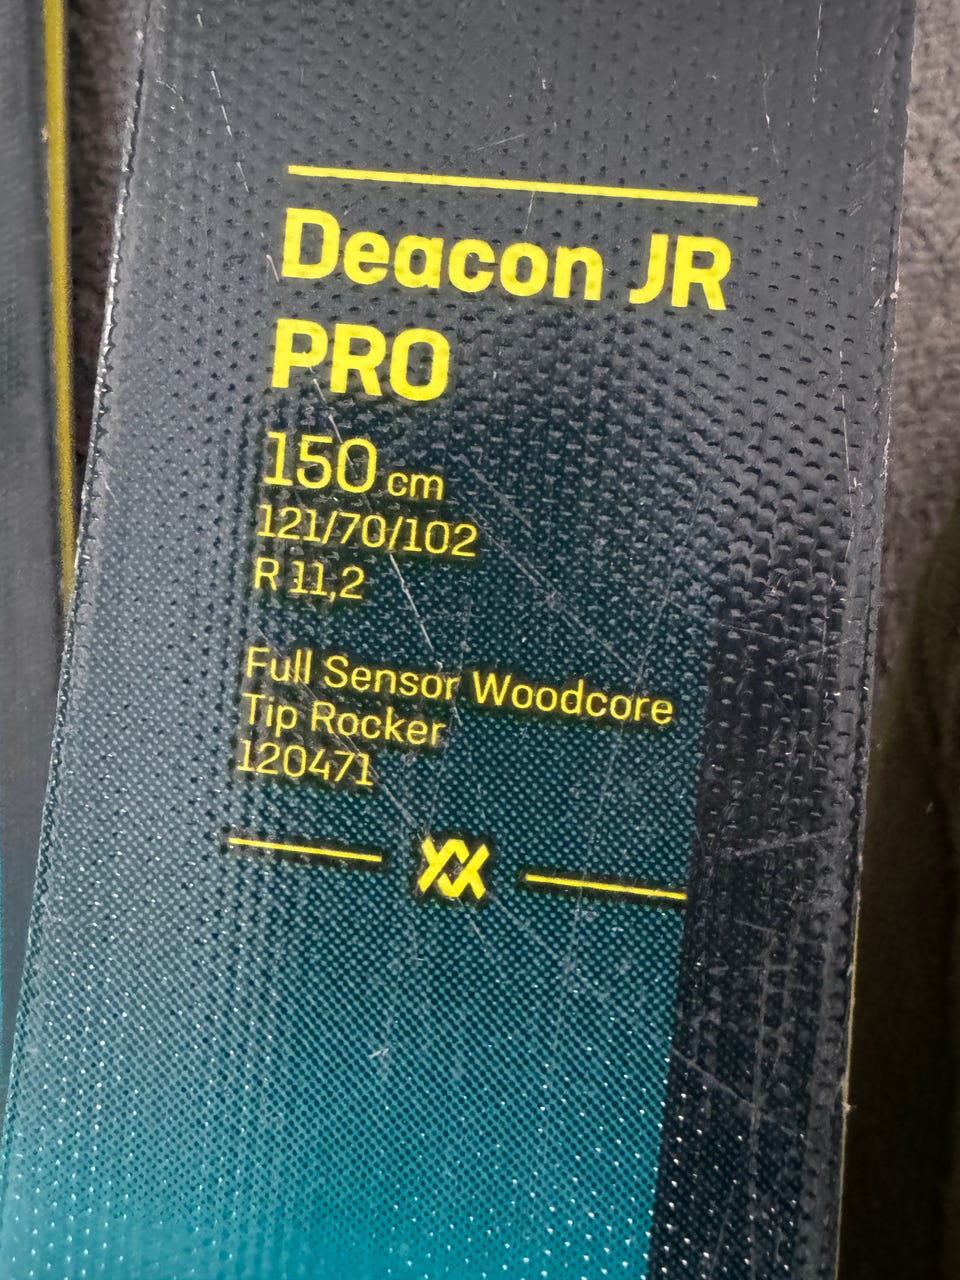 Deacon JR
PRO
150 cm
121/70/102
R 11,2
Full Sensor Woodcore
Tip Rocker
120471